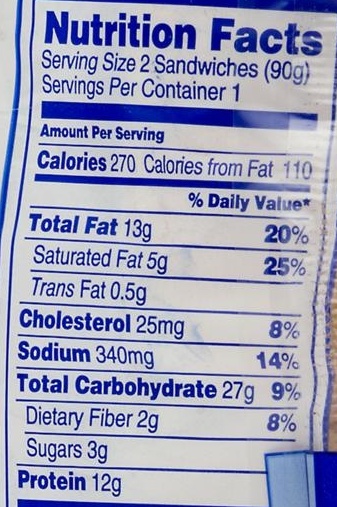 Nutrition Facts
Serving Size 2 Sandwiches (90g)
Servings Per Container 1
Amount Per Serving
Calories 270 Calories from Fat 110
% Daily Value*
Total Fat 13g 20%
Saturated Fat 5g 25%
Trans Fat 0.5g
Cholesterol 25mg 8%
Sodium 340mg 14%
Total Carbohydrate 27g 9%
Dietary Fiber 2g 8%
Sugars 3g
Protein 12g